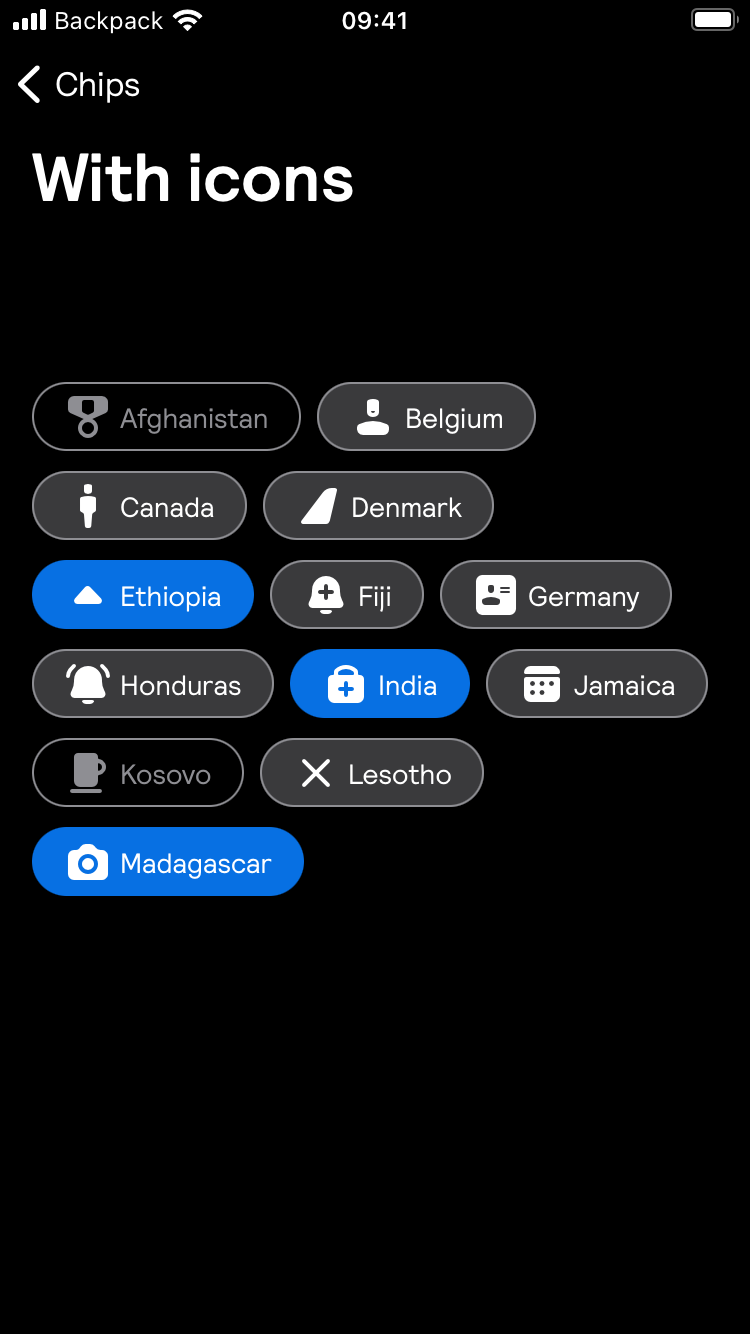 Backpack 09:41
Chips
With icons
Afghanistan Belgium
Canada Denmark
Ethiopia Fiji Germany
Honduras India Jamaica
Kosovo Lesotho
Madagascar